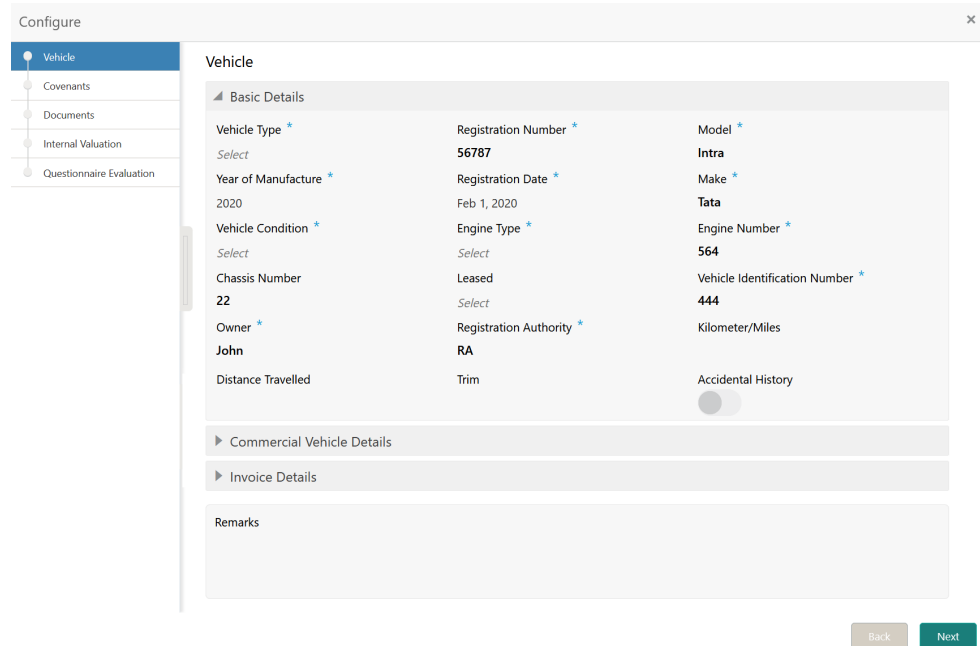 Configure
×
Vehicle
Covenants
Documents
Internal Valuation
Questionnaire Evaluation
Vehicle
Basic Details
Vehicle Type * Registration Number * Model *
Select 56787 Intra
Year of Manufacture * Registration Date * Make *
2020 Feb 1, 2020 Tata
Vehicle Condition * Engine Type * Engine Number *
Select Select 564
Chassis Number Leased Vehicle Identification Number *
22 Select 444
Owner * Registration Authority * Kilometer/Miles
John RA
Distance Travelled Trim Accidental History
Commercial Vehicle Details
Invoice Details
Remarks
Back Next